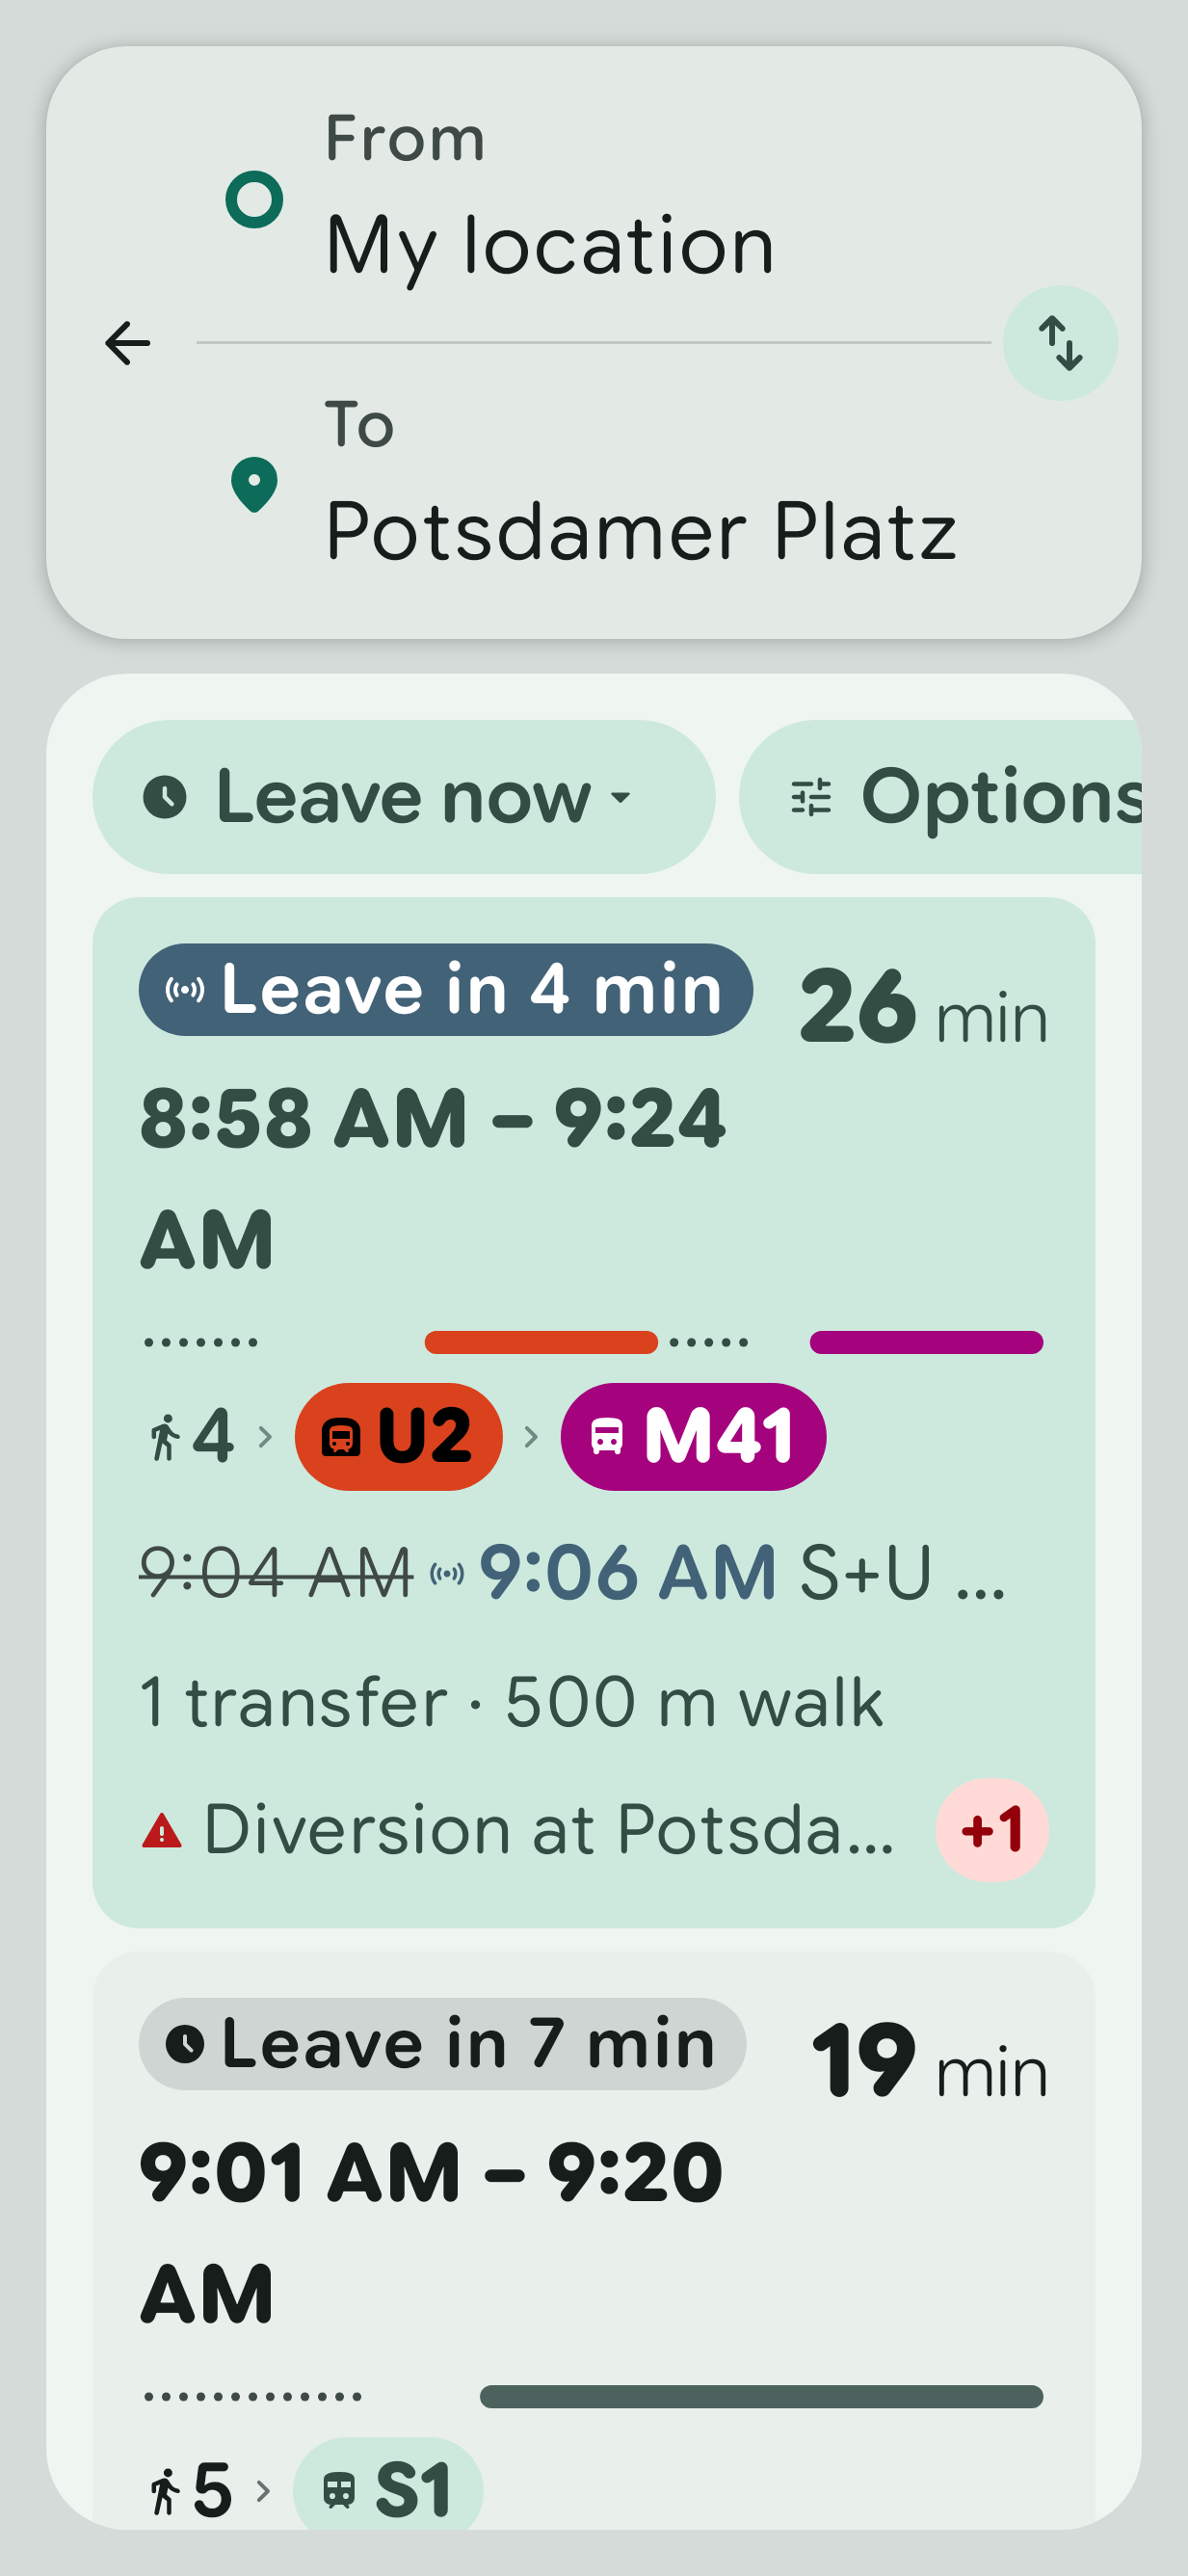 From
My location
To
Potsdamer Platz
Leave now
Options
Leave in 4 min
26 min
8:58 AM – 9:24
AM
4
U2
M41
9:04 AM 9:06 AM S+U ...
1 transfer · 500 m walk
Diversion at Potsda... +1
Leave in 7 min
19 min
9:01 AM – 9:20
AM
5
S1